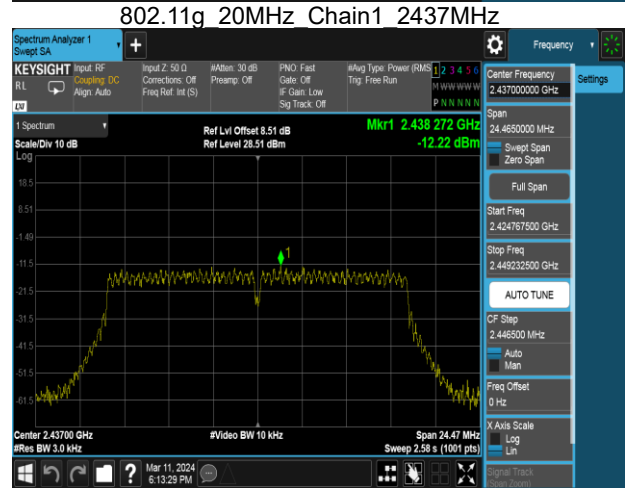 802.11g_20MHz_Chain1_2437MHz
Spectrum Analyzer 1
Swept SA
+
Frequency
KEYSIGHT
RL
LXI
Input: RF
Coupling: DC
Align: Auto
Input Z: 50 Ω
Corrections: Off
Freq Ref: Int (S)
#Atten: 30 dB
Preamp: Off
PNO: Fast
Gate: Off
IF Gain: Low
Sig Track: Off
#Avg Type: Power (RMS
Trig: Free Run
1 2 3 4 5 6
M W W W W W
P N N N N N
1 Spectrum
Scale/Div 10 dB
Log
Ref Lvl Offset 8.51 dB
Ref Level 28.51 dBm
Mkr1 2.438 272 GHz
-12.22 dBm
18.5
8.51
-1.49
-11.5
-21.5
-31.5
-41.5
-51.5
-61.5
1
Center 2.43700 GHz
#Res BW 3.0 kHz
#Video BW 10 kHz
Span 24.47 MHz
Sweep 2.58 s (1001 pts)
Mar 11, 2024
6:13:29 PM
?
Center Frequency
2.437000000 GHz
Settings
Span
24.4650000 MHz
Swept Span
Zero Span
Full Span
Start Freq
2.424767500 GHz
Stop Freq
2.449232500 GHz
AUTO TUNE
CF Step
2.446500 MHz
Auto
Man
Freq Offset
0 Hz
X Axis Scale
Log
Lin
Signal Track
(Span Zoom)